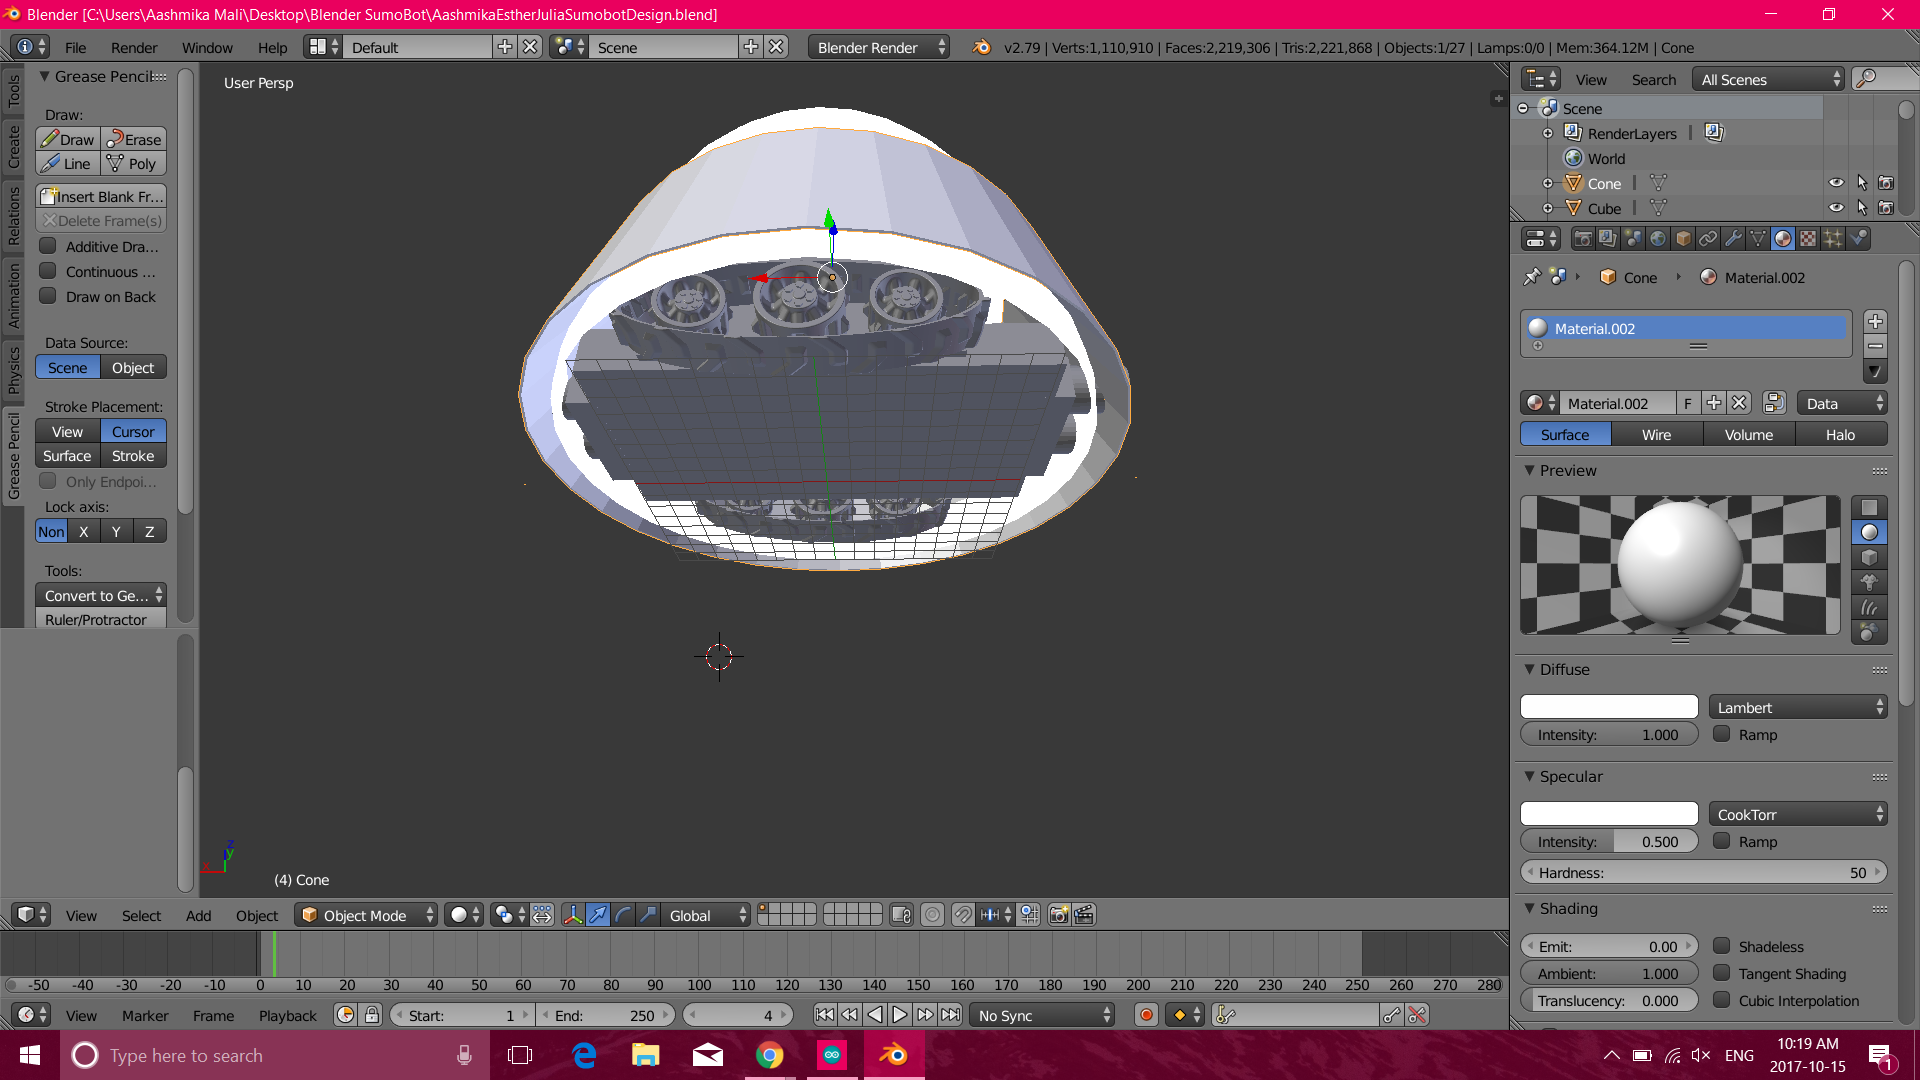 Blender [C:\Users\Aashmika Mali\Desktop\Blender SumoBot\AashmikaEstherJuliaSumobotDesign.blend]
File Render Window Help Default Scene Blender Render v2.79 | Verts:1,110,910 | Faces:2,219,306 | Tris:2,221,868 | Objects:1/27 | Lamps:0/0 | Mem:364.12M | Cone
Tools
Create
Relations
Animation
Physics
Grease Pencil
Grease Pencil
Draw:
Draw Erase
Line Poly
Insert Blank Fr...
Delete Frame(s)
Additive Dra...
Continuous ...
Draw on Back
Data Source:
Scene Object
Stroke Placement:
View Cursor
Surface Stroke
Only Endpoi...
Lock axis:
Non X Y Z
Tools:
Convert to Ge...
Ruler/Protractor
User Persp
(4) Cone
z
y
x
View Search All Scenes
Scene
RenderLayers |
World
Cone |
Cube |
Cone Material.002
Material.002
Material.002 F Data
Surface Wire Volume Halo
Preview
Diffuse
Lambert
Intensity: 1.000 Ramp
Specular
CookTorr
Intensity: 0.500 Ramp
Hardness: 50
Shading
Emit: 0.00 Shadeless
Ambient: 1.000 Tangent Shading
Translucency: 0.000 Cubic Interpolation
View Select Add Object Object Mode Global
-50 -40 -30 -20 -10 0 10 20 30 40 50 60 70 80 90 100 110 120 130 140 150 160 170 180 190 200 210 220 230 240 250 260 270 280
View Marker Frame Playback Start: 1 End: 250 4 No Sync
Type here to search
ENG
10:19 AM
2017-10-15
1